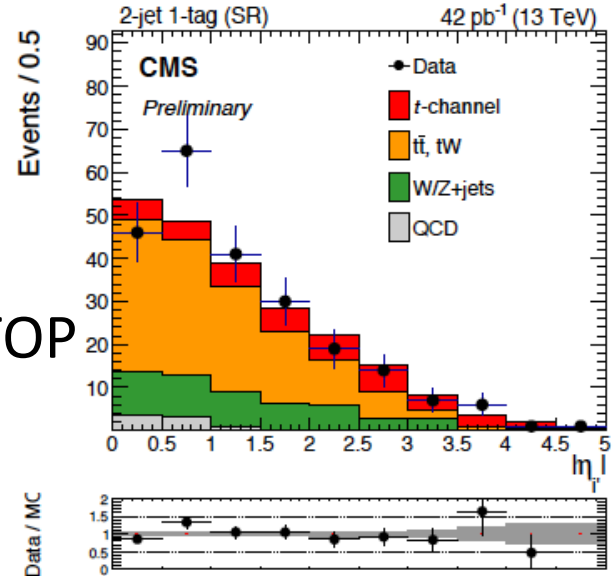 2-jet 1-tag (SR) 42 pb⁻¹ (13 TeV)
Events / 0.5
90
80
70
60
50
40
30
20
10
CMS
Preliminary
Data
t-channel
tt̄, tW
W/Z+jets
QCD
TOP
0 0.5 1 1.5 2 2.5 3 3.5 4 4.5 5
|ηⱼ'|
Data / MC
2
1.5
1
0.5
0